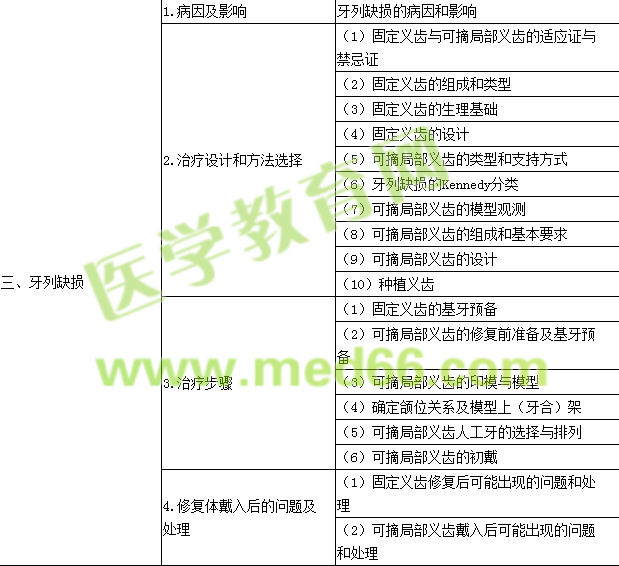 1.病因及影响
牙列缺损的病因和影响
三、牙列缺损
2.治疗设计和方法选择
（1）固定义齿与可摘局部义齿的适应证与
禁忌证
（2）固定义齿的组成和类型
（3）固定义齿的生理基础
（4）固定义齿的设计
（5）可摘局部义齿的类型和支持方式
（6）牙列缺损的Kennedy分类
（7）可摘局部义齿的模型观测
（8）可摘局部义齿的组成和基本要求
（9）可摘局部义齿的设计
（10）种植义齿
3.治疗步骤
（1）固定义齿的基牙预备
（2）可摘局部义齿的修复前准备及基牙预
备
（3）可摘局部义齿的印模与模型
（4）确定颌位关系及模型上（牙合）架
（5）可摘局部义齿人工牙的选择与排列
（6）可摘局部义齿的初戴
4.修复体戴入后的问题及
处理
（1）固定义齿修复后可能出现的问题和处
理
（2）可摘局部义齿戴入后可能出现的问题
和处理
医学教育网
www.med66.com